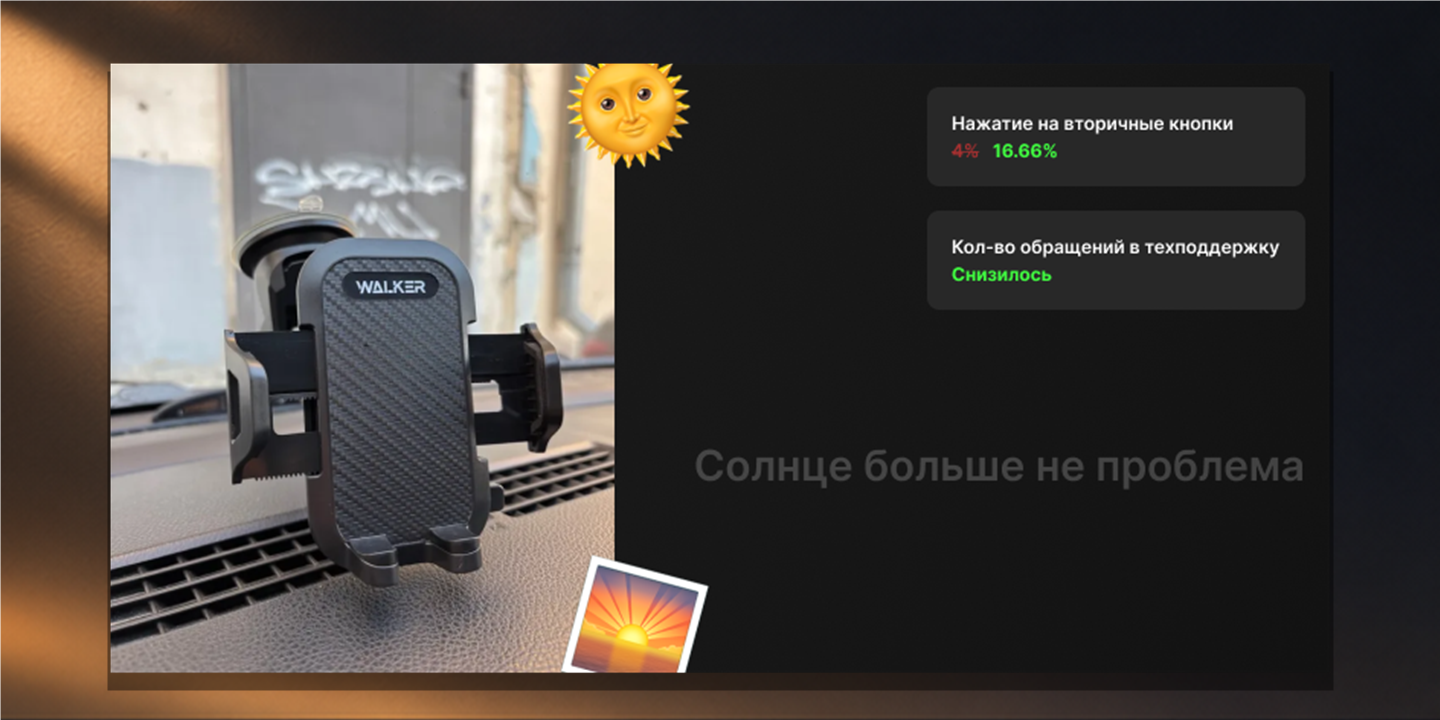 WALKER
Нажатие на вторичные кнопки
4% 16.66%
Кол-во обращений в техподдержку
Снизилось
Солнце больше не проблема